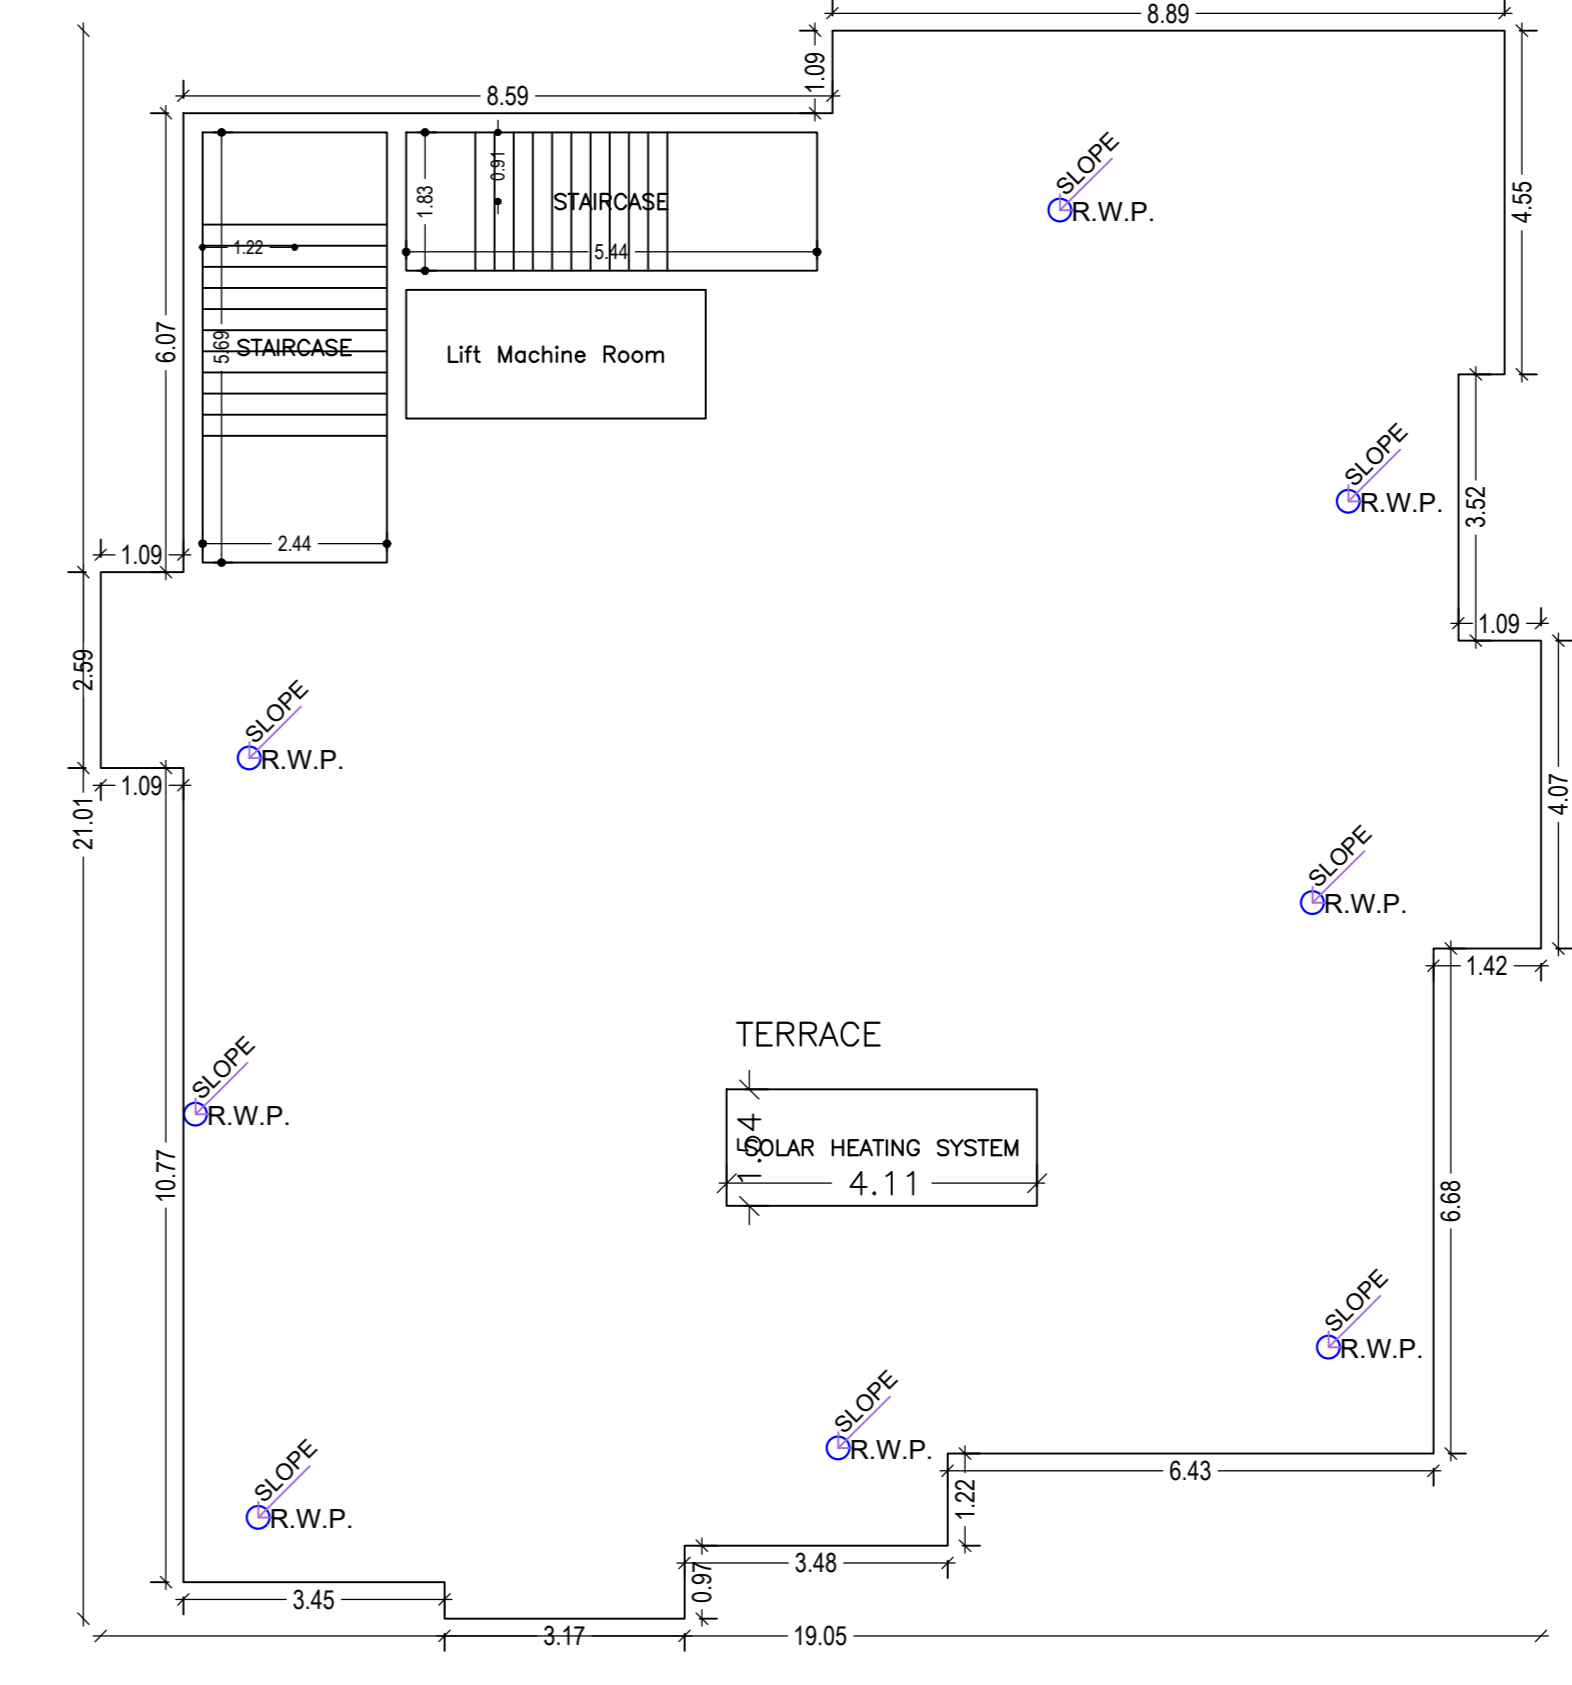 8.89
1.09
8.59
0.91
1.83
STAIRCASE
4.55
SLOPE
R.W.P.
1.22
5.44
6.07
5.69
STAIRCASE
Lift Machine Room
SLOPE
R.W.P.
3.52
2.44
1.09
1.09
2.59
SLOPE
R.W.P.
1.09
21.01
4.07
SLOPE
R.W.P.
1.42
TERRACE
SLOPE
R.W.P.
1.54
SOLAR HEATING SYSTEM
4.11
10.77
6.68
SLOPE
R.W.P.
SLOPE
R.W.P.
6.43
1.22
SLOPE
R.W.P.
3.48
0.97
3.45
3.17
19.05